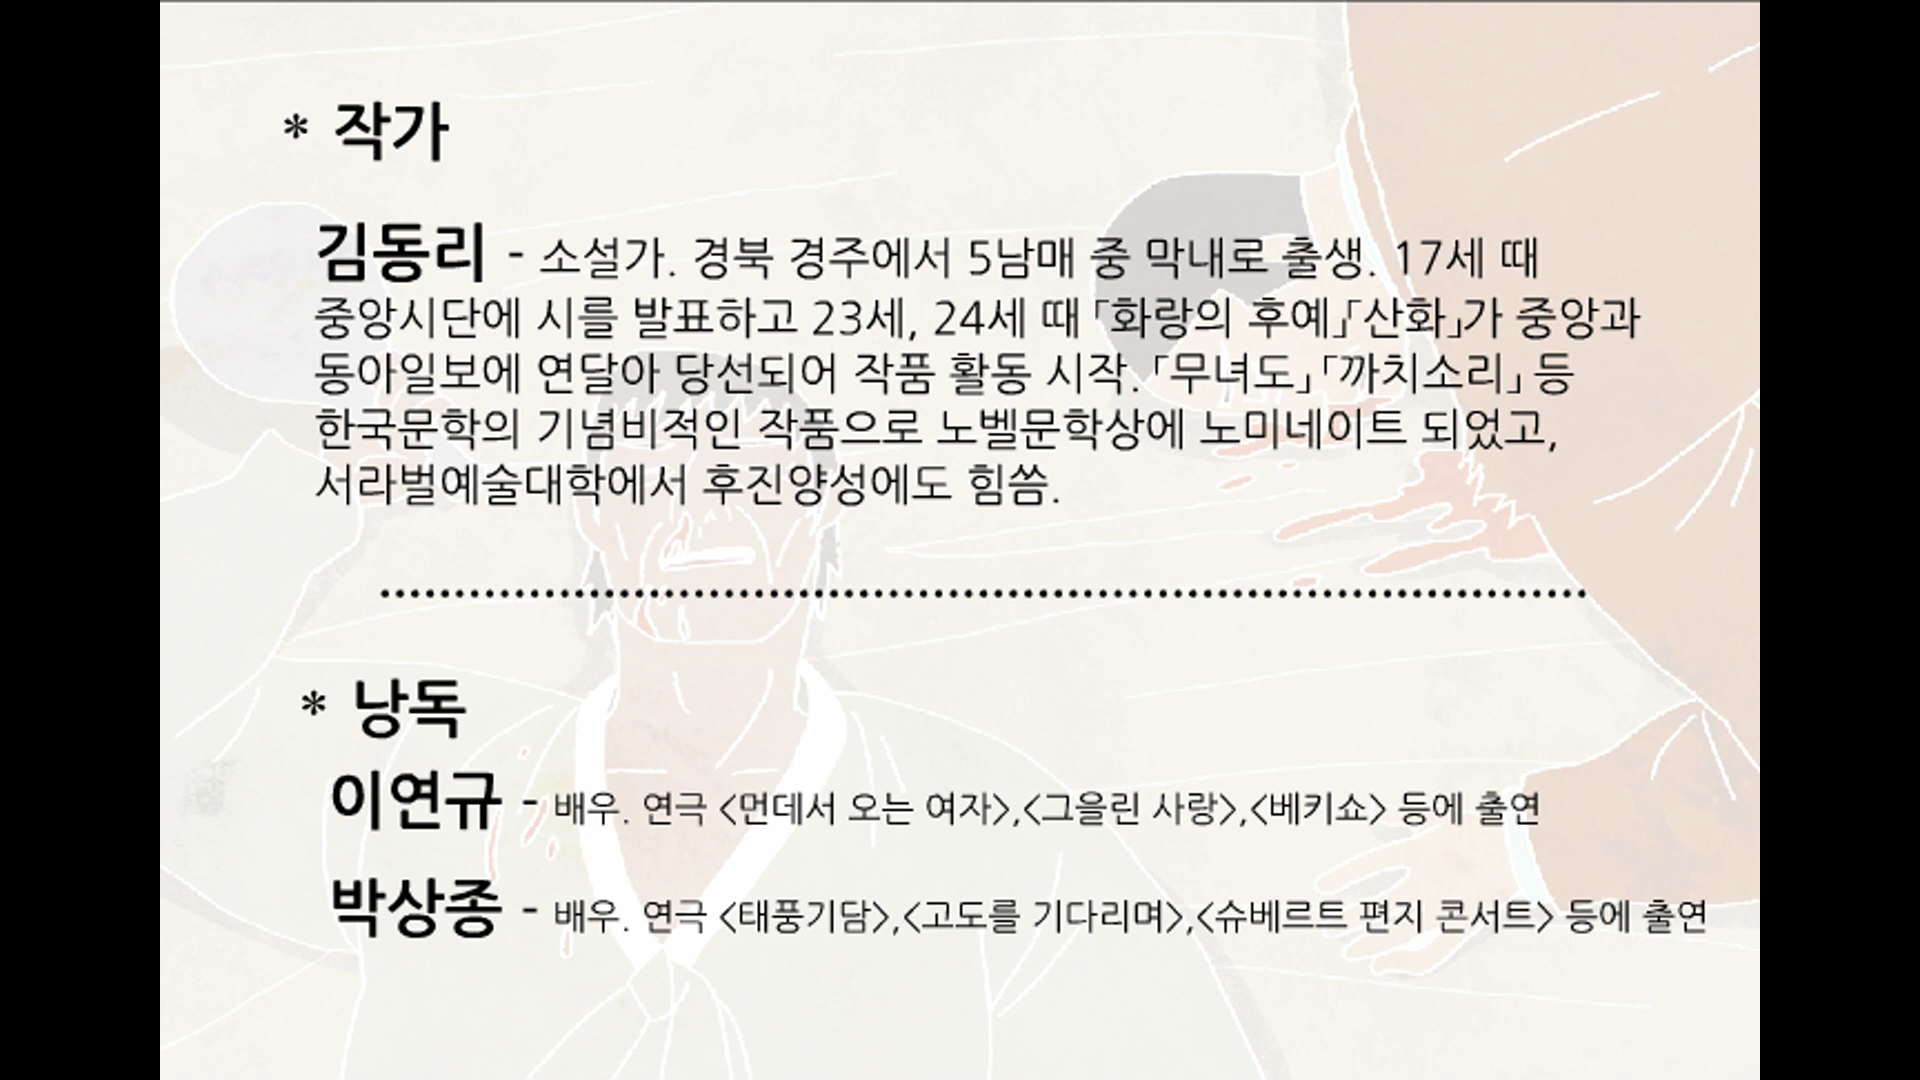 * 작가
김동리 - 소설가. 경북 경주에서 5남매 중 막내로 출생. 17세 때
중앙시단에 시를 발표하고 23세, 24세 때 「화랑의 후예」「산화」가 중앙과
동아일보에 연달아 당선되어 작품 활동 시작. 「무녀도」 「까치소리」 등
한국문학의 기념비적인 작품으로 노벨문학상에 노미네이트 되었고,
서라벌예술대학에서 후진양성에도 힘씀.
* 낭독
이연규 - 배우. 연극 <먼데서 오는 여자>,<그을린 사랑>,<베키쇼> 등에 출연
박상종 - 배우. 연극 <태풍기담>,<고도를 기다리며>,<슈베르트 편지 콘서트> 등에 출연